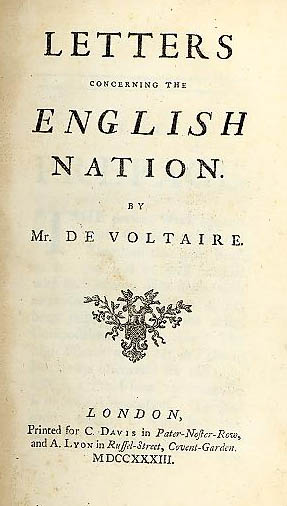 LETTERS
CONCERNING THE
ENGLISH
NATION.
BY
Mr. DE VOLTAIRE.
LONDON,
Printed for C. DAVIS in Pater-Noſter-Row,
and A. LYON in Ruſſel-Street, Covent-Garden.
MDCCXXXIII.